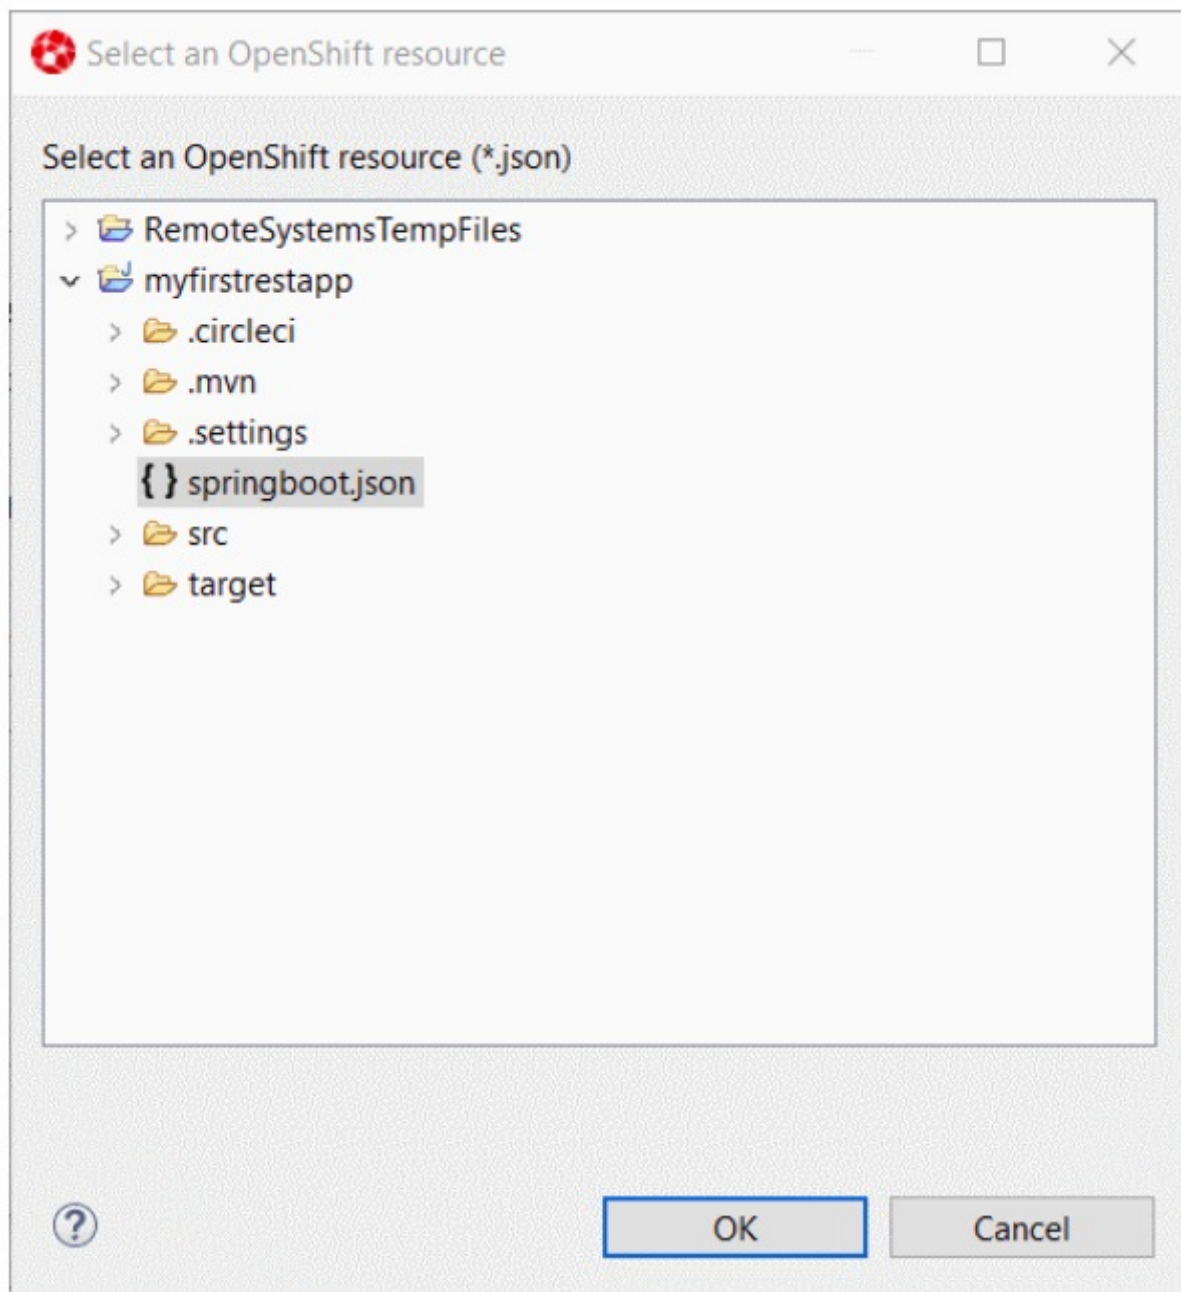 Select an OpenShift resource
Select an OpenShift resource (*.json)
RemoteSystemsTempFiles
myfirstrestapp
.circleci
.mvn
.settings
{ } springboot.json
src
target
? OK Cancel